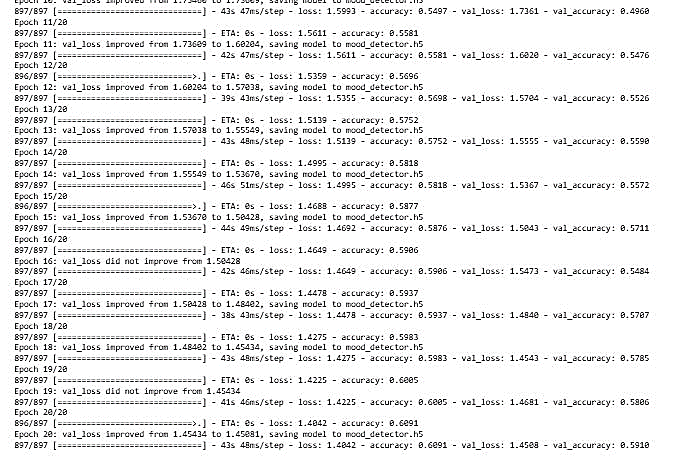 Epoch 10: val_loss improved from 1.75460 to 1.73609, saving model to mood_detector.h5
897/897 [==============================] - 43s 47ms/step - loss: 1.5993 - accuracy: 0.5497 - val_loss: 1.7361 - val_accuracy: 0.4960
Epoch 11/20
897/897 [==============================] - ETA: 0s - loss: 1.5611 - accuracy: 0.5581
Epoch 11: val_loss improved from 1.73609 to 1.60204, saving model to mood_detector.h5
897/897 [==============================] - 42s 47ms/step - loss: 1.5611 - accuracy: 0.5581 - val_loss: 1.6020 - val_accuracy: 0.5476
Epoch 12/20
896/897 [============================>.] - ETA: 0s - loss: 1.5359 - accuracy: 0.5696
Epoch 12: val_loss improved from 1.60204 to 1.57038, saving model to mood_detector.h5
897/897 [==============================] - 39s 43ms/step - loss: 1.5355 - accuracy: 0.5698 - val_loss: 1.5704 - val_accuracy: 0.5526
Epoch 13/20
897/897 [==============================] - ETA: 0s - loss: 1.5139 - accuracy: 0.5752
Epoch 13: val_loss improved from 1.57038 to 1.55549, saving model to mood_detector.h5
897/897 [==============================] - 43s 48ms/step - loss: 1.5139 - accuracy: 0.5752 - val_loss: 1.5555 - val_accuracy: 0.5590
Epoch 14/20
897/897 [==============================] - ETA: 0s - loss: 1.4995 - accuracy: 0.5818
Epoch 14: val_loss improved from 1.55549 to 1.53670, saving model to mood_detector.h5
897/897 [==============================] - 46s 51ms/step - loss: 1.4995 - accuracy: 0.5818 - val_loss: 1.5367 - val_accuracy: 0.5572
Epoch 15/20
896/897 [============================>.] - ETA: 0s - loss: 1.4688 - accuracy: 0.5877
Epoch 15: val_loss improved from 1.53670 to 1.50428, saving model to mood_detector.h5
897/897 [==============================] - 44s 49ms/step - loss: 1.4692 - accuracy: 0.5876 - val_loss: 1.5043 - val_accuracy: 0.5711
Epoch 16/20
897/897 [==============================] - ETA: 0s - loss: 1.4649 - accuracy: 0.5906
Epoch 16: val_loss did not improve from 1.50428
897/897 [==============================] - 42s 46ms/step - loss: 1.4649 - accuracy: 0.5906 - val_loss: 1.5473 - val_accuracy: 0.5484
Epoch 17/20
897/897 [==============================] - ETA: 0s - loss: 1.4478 - accuracy: 0.5937
Epoch 17: val_loss improved from 1.50428 to 1.48402, saving model to mood_detector.h5
897/897 [==============================] - 38s 43ms/step - loss: 1.4478 - accuracy: 0.5937 - val_loss: 1.4840 - val_accuracy: 0.5707
Epoch 18/20
897/897 [==============================] - ETA: 0s - loss: 1.4275 - accuracy: 0.5983
Epoch 18: val_loss improved from 1.48402 to 1.45434, saving model to mood_detector.h5
897/897 [==============================] - 43s 48ms/step - loss: 1.4275 - accuracy: 0.5983 - val_loss: 1.4543 - val_accuracy: 0.5785
Epoch 19/20
897/897 [==============================] - ETA: 0s - loss: 1.4225 - accuracy: 0.6005
Epoch 19: val_loss did not improve from 1.45434
897/897 [==============================] - 41s 46ms/step - loss: 1.4225 - accuracy: 0.6005 - val_loss: 1.4681 - val_accuracy: 0.5806
Epoch 20/20
896/897 [============================>.] - ETA: 0s - loss: 1.4042 - accuracy: 0.6091
Epoch 20: val_loss improved from 1.45434 to 1.45081, saving model to mood_detector.h5
897/897 [==============================] - 43s 48ms/step - loss: 1.4042 - accuracy: 0.6091 - val_loss: 1.4508 - val_accuracy: 0.5910